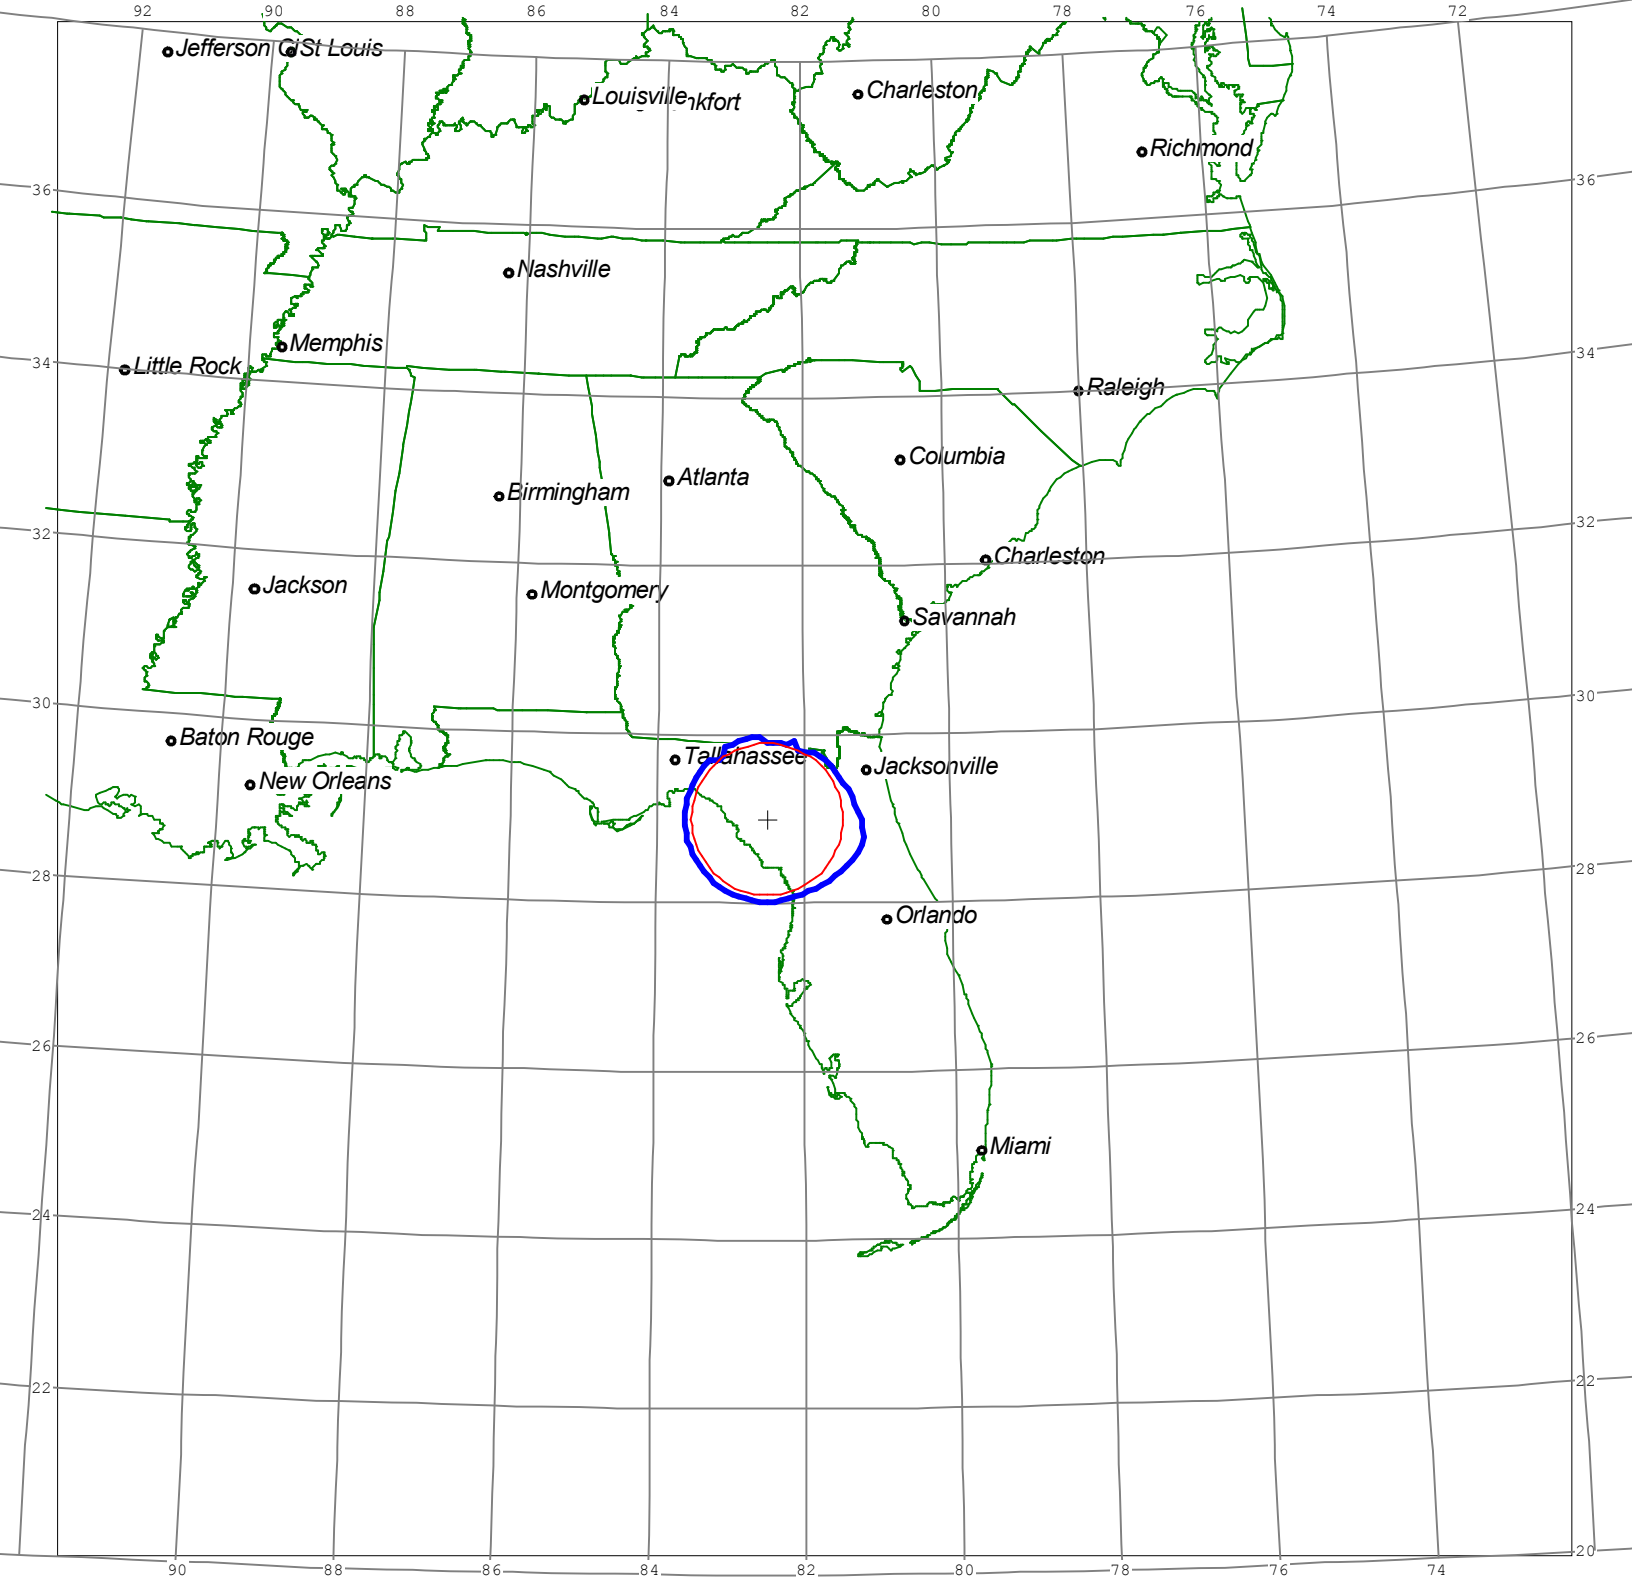 92 90 88 86 84 82 80 78 76 74 72
Jefferson Ci St Louis
Louisville nkfort
Charleston
Richmond
36 36
Nashville
Memphis
34 34
Little Rock
Raleigh
Columbia
Atlanta
Birmingham
32 32
Charleston
Jackson
Montgomery
Savannah
30 30
Baton Rouge
Tallahassee
Jacksonville
New Orleans
28 28
Orlando
26 26
Miami
24 24
22 22
20
90 88 86 84 82 80 78 76 74